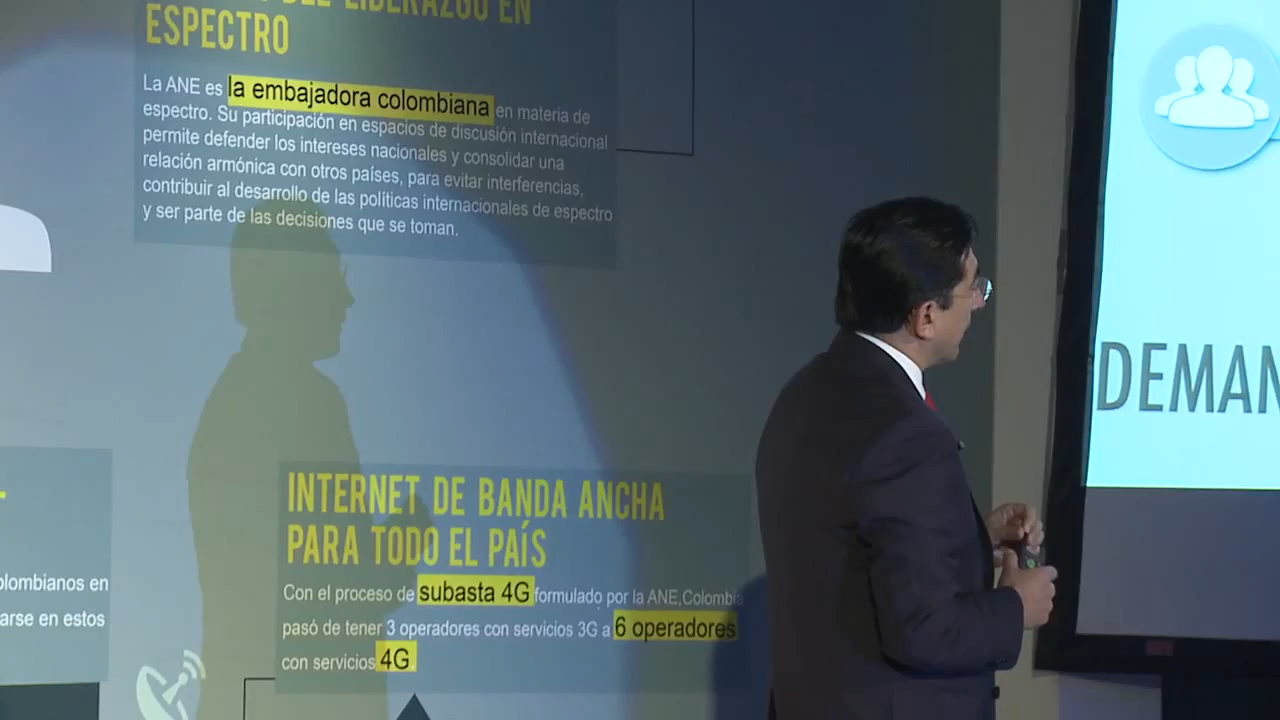 DEL LIDERAZGO EN
ESPECTRO
La ANE es la embajadora colombiana en materia de
espectro. Su participación en espacios de discusión internacional
permite defender los intereses nacionales y consolidar una
relación armónica con otros países, para evitar interferencias,
contribuir al desarrollo de las políticas internacionales de espectro
y ser parte de las decisiones que se toman.
DEMAN
INTERNET DE BANDA ANCHA
PARA TODO EL PAÍS
Con el proceso de subasta 4G formulado por la ANE,Colombia
pasó de tener 3 operadores con servicios 3G a 6 operadores
con servicios 4G.
olombianos en
arse en estos